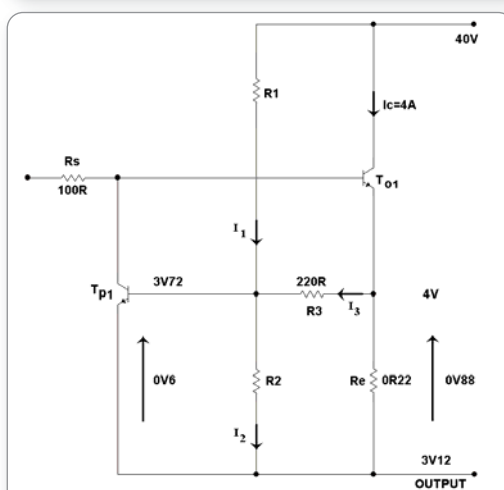 40V
R1
Ic=4A
Rs
100R
To1
I1
3V72
220R
4V
Tp1
R3
I3
0V6
R2
Re
0R22
0V88
I2
3V12
OUTPUT